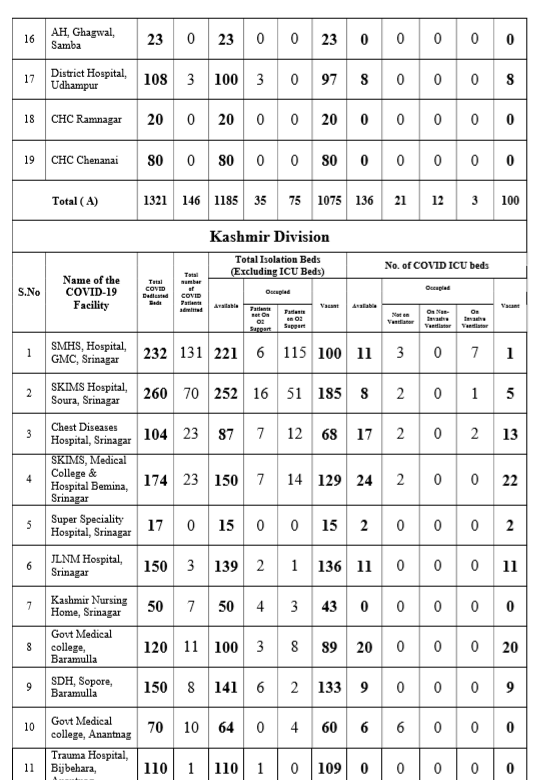 16 AH, Ghagwal, Samba 23 0 23 0 0 23 0 0 0 0 0
17 District Hospital, Udhampur 108 3 100 3 0 97 8 0 0 0 8
18 CHC Ramnagar 20 0 20 0 0 20 0 0 0 0 0
19 CHC Chenanai 80 0 80 0 0 80 0 0 0 0 0
Total ( A) 1321 146 1185 35 75 1075 136 21 12 3 100
Kashmir Division
S.No Name of the COVID-19 Facility Total COVID Dedicated Beds Total number of COVID Patients admitted Total Isolation Beds (Excluding ICU Beds) No. of COVID ICU beds
Available Occupied Vacant Available Occupied Vacant
Patients not On O2 Support Patients on O2 Support Not on Ventilator On Non-Invasive Ventilator On Invasive Ventilator
1 SMHS, Hospital, GMC, Srinagar 232 131 221 6 115 100 11 3 0 7 1
2 SKIMS Hospital, Soura, Srinagar 260 70 252 16 51 185 8 2 0 1 5
3 Chest Diseases Hospital, Srinagar 104 23 87 7 12 68 17 2 0 2 13
4 SKIMS, Medical College & Hospital Bemina, Srinagar 174 23 150 7 14 129 24 2 0 0 22
5 Super Speciality Hospital, Srinagar 17 0 15 0 0 15 2 0 0 0 2
6 JLNM Hospital, Srinagar 150 3 139 2 1 136 11 0 0 0 11
7 Kashmir Nursing Home, Srinagar 50 7 50 4 3 43 0 0 0 0 0
8 Govt Medical college, Baramulla 120 11 100 3 8 89 20 0 0 0 20
9 SDH, Sopore, Baramulla 150 8 141 6 2 133 9 0 0 0 9
10 Govt Medical college, Anantnag 70 10 64 0 4 60 6 6 0 0 0
11 Trauma Hospital, Bijbehara, 110 1 110 1 0 109 0 0 0 0 0